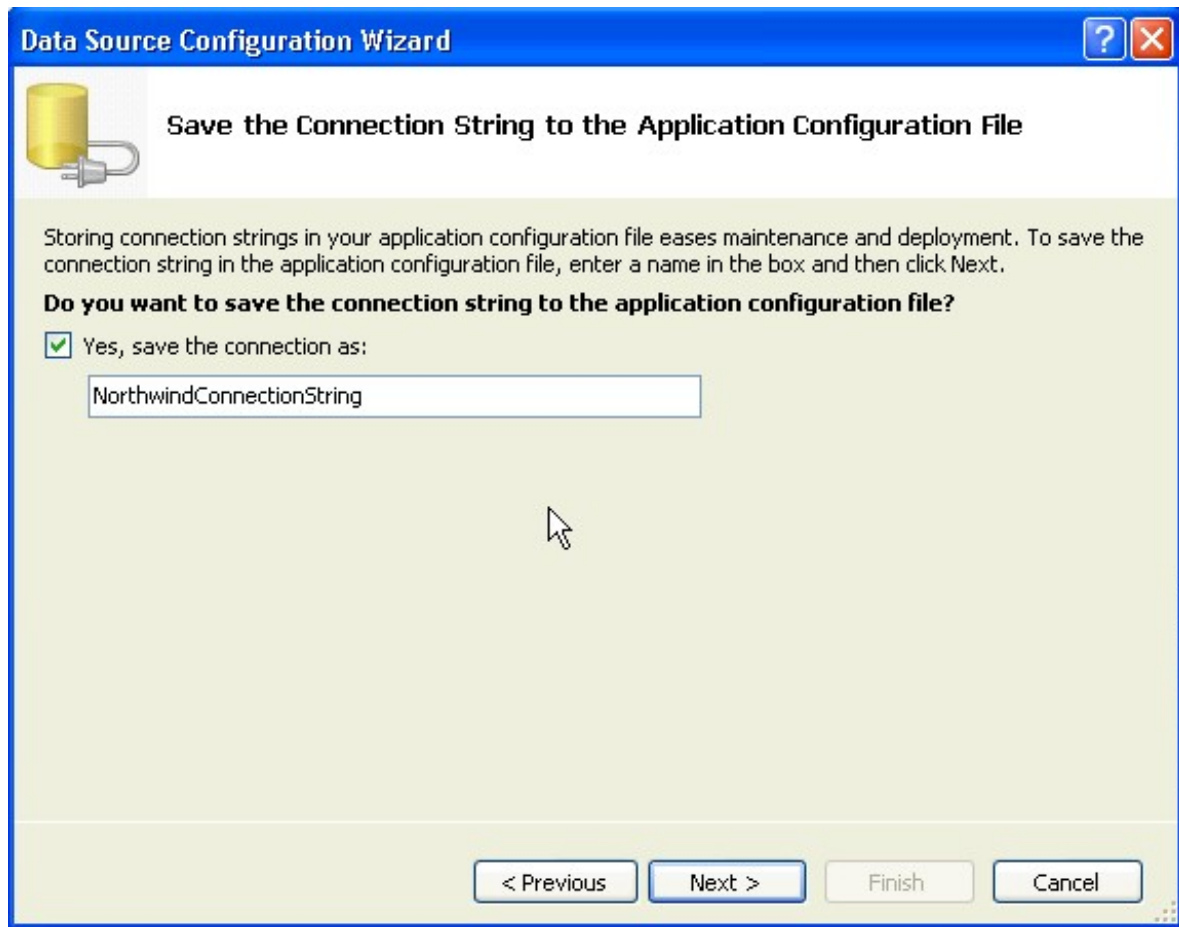 Data Source Configuration Wizard
?
Save the Connection String to the Application Configuration File
Storing connection strings in your application configuration file eases maintenance and deployment. To save the
connection string in the application configuration file, enter a name in the box and then click Next.
Do you want to save the connection string to the application configuration file?
Yes, save the connection as:
NorthwindConnectionString
< Previous Next > Finish Cancel